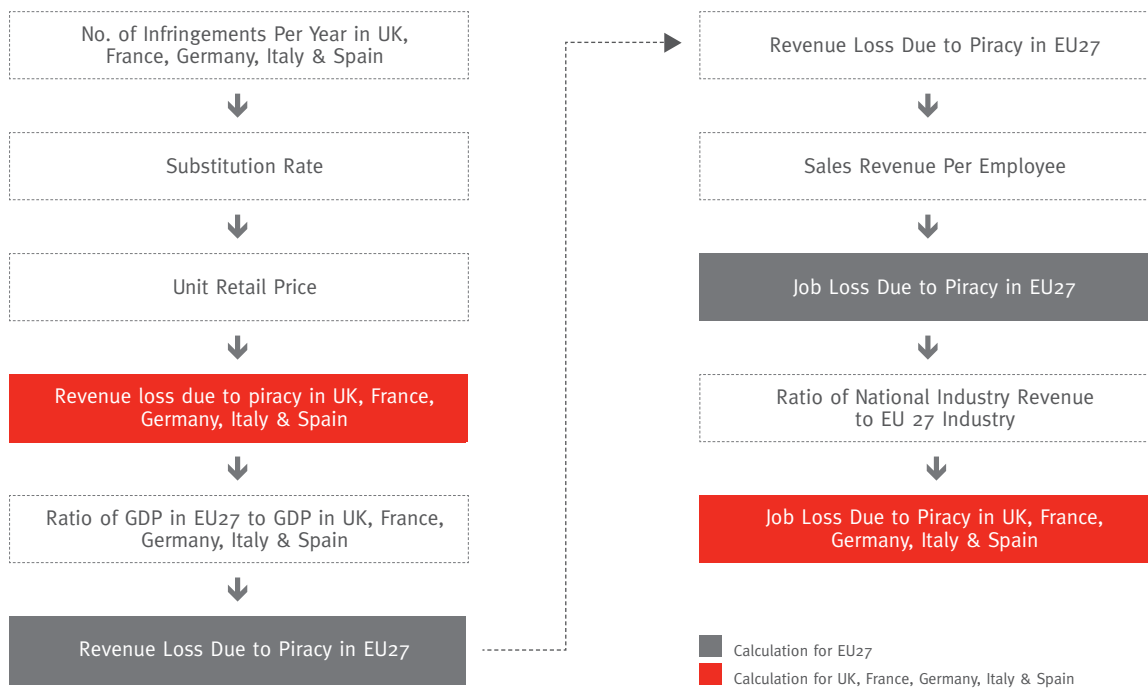 No. of Infringements Per Year in UK,
France, Germany, Italy & Spain
Substitution Rate
Unit Retail Price
Revenue loss due to piracy in UK, France,
Germany, Italy & Spain
Ratio of GDP in EU27 to GDP in UK, France,
Germany, Italy & Spain
Revenue Loss Due to Piracy in EU27
Revenue Loss Due to Piracy in EU27
Sales Revenue Per Employee
Job Loss Due to Piracy in EU27
Ratio of National Industry Revenue
to EU 27 Industry
Job Loss Due to Piracy in UK, France,
Germany, Italy & Spain
Calculation for EU27
Calculation for UK, France, Germany, Italy & Spain